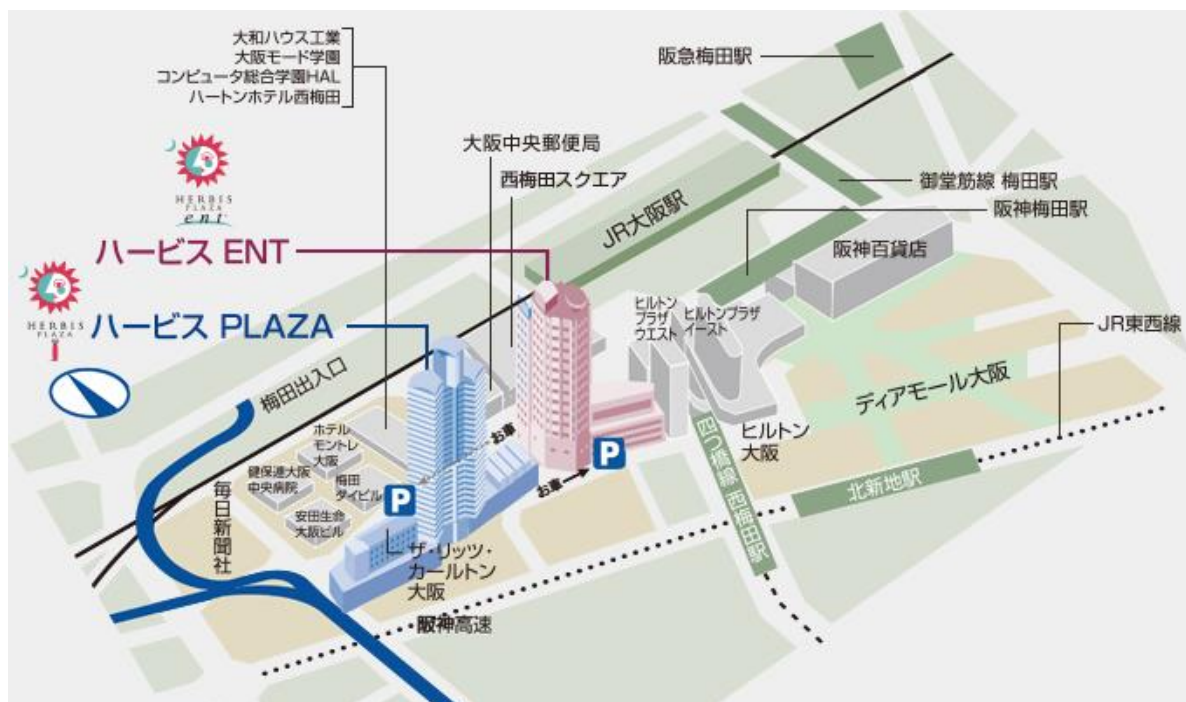 大和ハウス工業
大阪モード学園
コンピュータ総合学園HAL
ハートンホテル西梅田
阪急梅田駅
大阪中央郵便局
西梅田スクエア
御堂筋線 梅田駅
阪神梅田駅
JR大阪駅
阪神百貨店
HERBIS
PLAZA
ent
ハービス ENT
HERBIS
PLAZA
ハービス PLAZA
ヒルトン
プラザ
ウエスト
ヒルトンプラザ
イースト
JR東西線
梅田出入口
ディアモール大阪
ホテル
モントレ
大阪
お車
P
お車
ヒルトン
大阪
四つ橋線 西梅田駅
健保連大阪
中央病院
梅田
ダイビル
P
北新地駅
毎日新聞社
安田生命
大阪ビル
ザ・リッツ・
カールトン
大阪
阪神高速